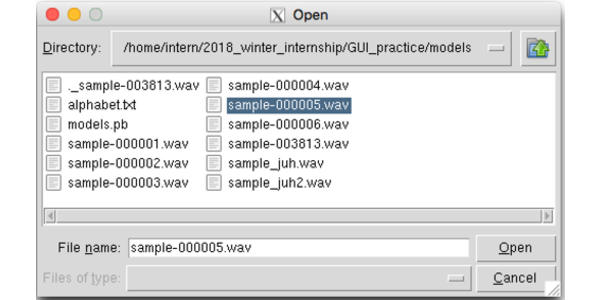 Open
Directory: /home/intern/2018_winter_internship/GUI_practice/models
._sample-003813.wav sample-000004.wav
alphabet.txt sample-000005.wav
models.pb sample-000006.wav
sample-000001.wav sample-003813.wav
sample-000002.wav sample_juh.wav
sample-000003.wav sample_juh2.wav
File name: sample-000005.wav Open
Files of type: Cancel